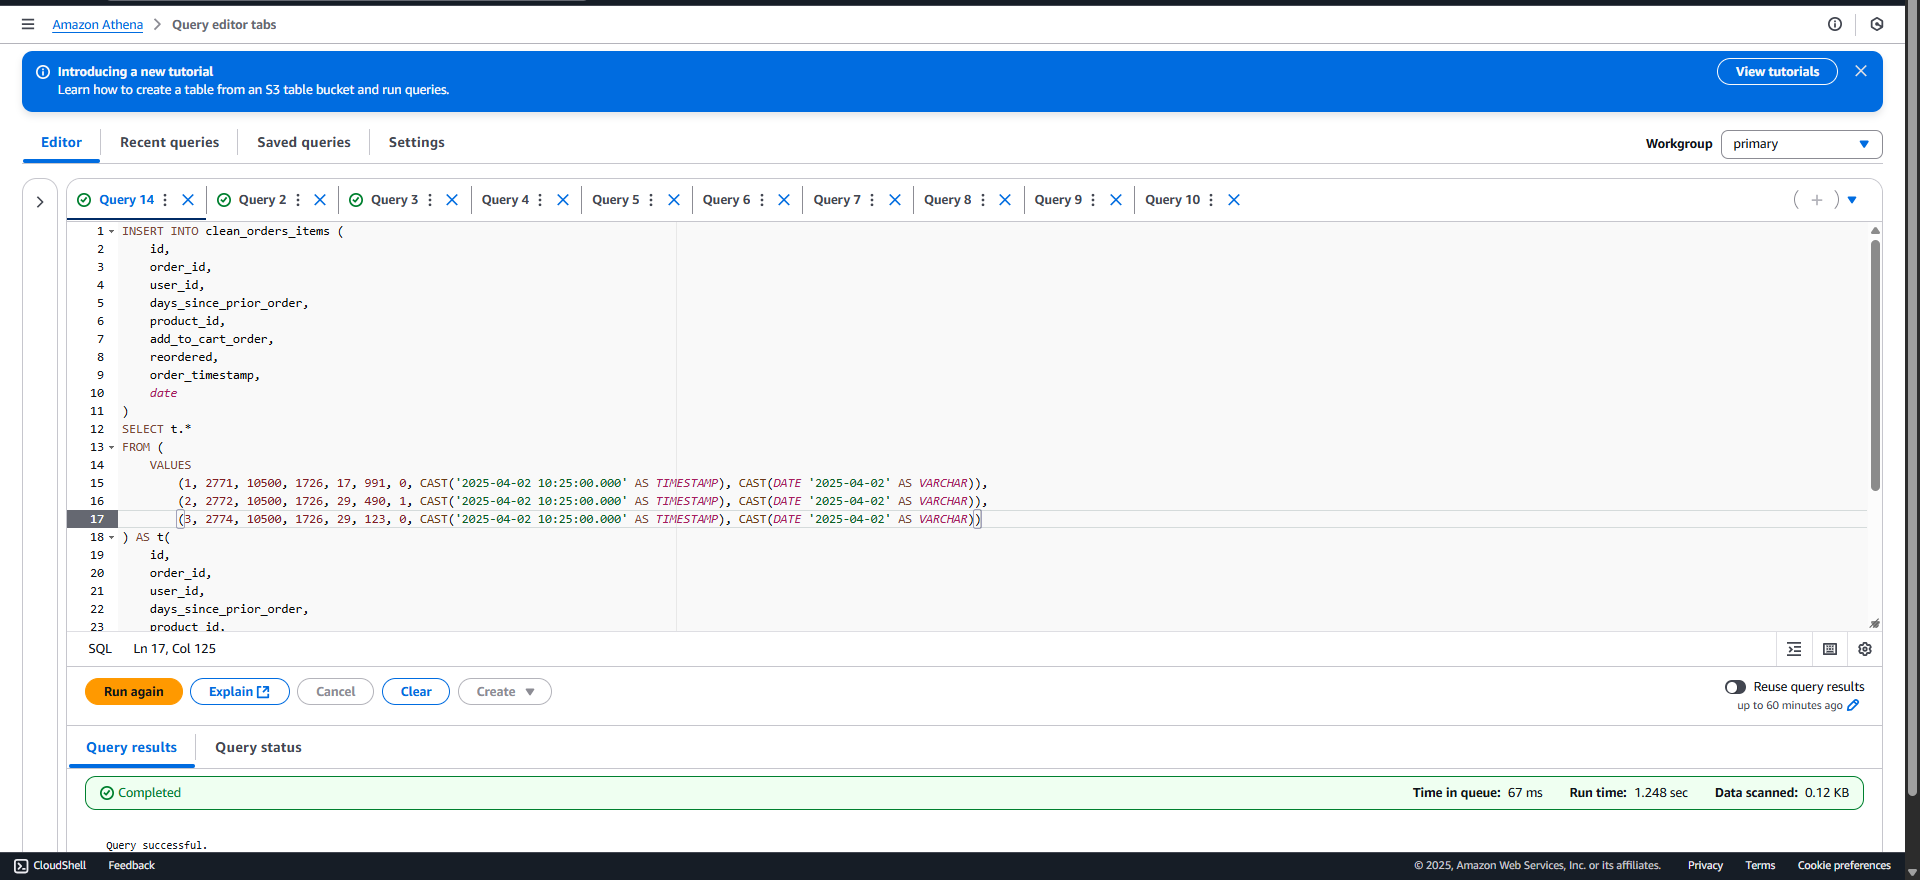 Amazon Athena > Query editor tabs
Introducing a new tutorial
Learn how to create a table from an S3 table bucket and run queries.
View tutorials
Editor Recent queries Saved queries Settings
Workgroup primary
Query 14 Query 2 Query 3 Query 4 Query 5 Query 6 Query 7 Query 8 Query 9 Query 10
1 INSERT INTO clean_orders_items (
2 id,
3 order_id,
4 user_id,
5 days_since_prior_order,
6 product_id,
7 add_to_cart_order,
8 reordered,
9 order_timestamp,
10 date
11 )
12 SELECT t.*
13 FROM (
14 VALUES
15 (1, 2771, 10500, 1726, 17, 991, 0, CAST('2025-04-02 10:25:00.000' AS TIMESTAMP), CAST(DATE '2025-04-02' AS VARCHAR)),
16 (2, 2772, 10500, 1726, 29, 490, 1, CAST('2025-04-02 10:25:00.000' AS TIMESTAMP), CAST(DATE '2025-04-02' AS VARCHAR)),
17 (3, 2774, 10500, 1726, 29, 123, 0, CAST('2025-04-02 10:25:00.000' AS TIMESTAMP), CAST(DATE '2025-04-02' AS VARCHAR))
18 ) AS t(
19 id,
20 order_id,
21 user_id,
22 days_since_prior_order,
23 product_id,
SQL Ln 17, Col 125
Run again Explain Cancel Clear Create
Reuse query results
up to 60 minutes ago
Query results Query status
Completed
Time in queue: 67 ms Run time: 1.248 sec Data scanned: 0.12 KB
Query successful.
CloudShell Feedback
© 2025, Amazon Web Services, Inc. or its affiliates. Privacy Terms Cookie preferences